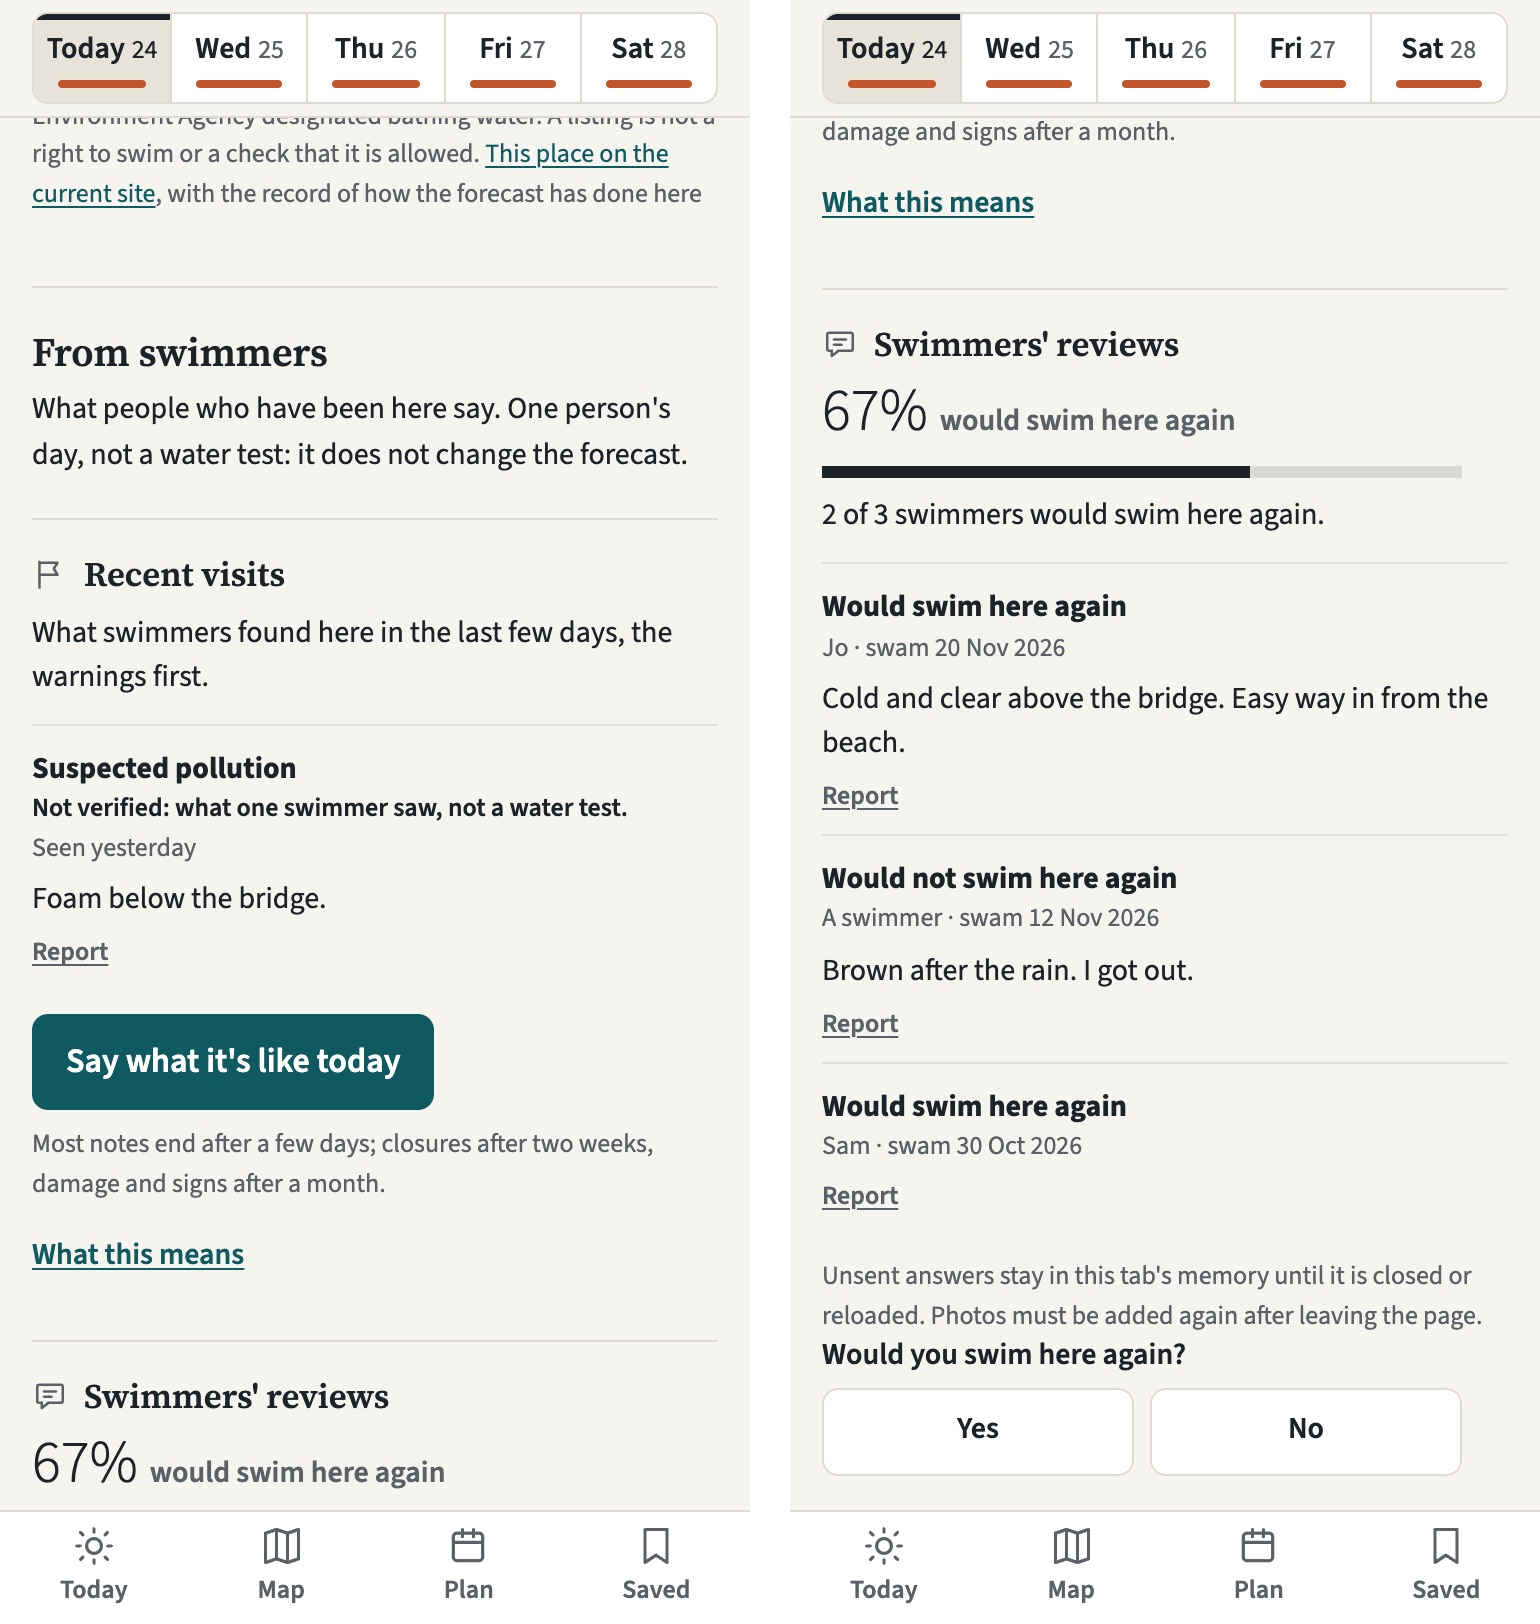 Today 24
Wed 25
Thu 26
Fri 27
Sat 28
Environment Agency designated bathing water. A listing is not a
right to swim or a check that it is allowed. This place on the
current site, with the record of how the forecast has done here
From swimmers
What people who have been here say. One person's
day, not a water test: it does not change the forecast.
Recent visits
What swimmers found here in the last few days, the
warnings first.
Suspected pollution
Not verified: what one swimmer saw, not a water test.
Seen yesterday
Foam below the bridge.
Report
Say what it's like today
Most notes end after a few days; closures after two weeks,
damage and signs after a month.
What this means
Swimmers' reviews
67% would swim here again
Today
Map
Plan
Saved
Today 24
Wed 25
Thu 26
Fri 27
Sat 28
damage and signs after a month.
What this means
Swimmers' reviews
67% would swim here again
2 of 3 swimmers would swim here again.
Would swim here again
Jo · swam 20 Nov 2026
Cold and clear above the bridge. Easy way in from the
beach.
Report
Would not swim here again
A swimmer · swam 12 Nov 2026
Brown after the rain. I got out.
Report
Would swim here again
Sam · swam 30 Oct 2026
Report
Unsent answers stay in this tab's memory until it is closed or
reloaded. Photos must be added again after leaving the page.
Would you swim here again?
Yes
No
Today
Map
Plan
Saved